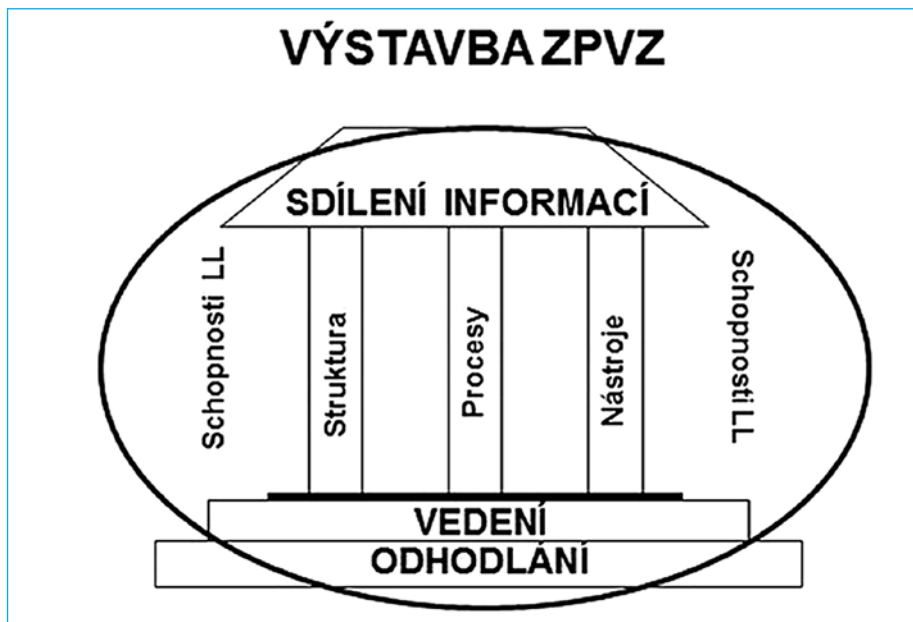 VÝSTAVBA ZPVZ
SDÍLENÍ INFORMACÍ
Schopnosti LL
Struktura
Procesy
Nástroje
Schopnosti LL
VEDENÍ
ODHODLÁNÍ